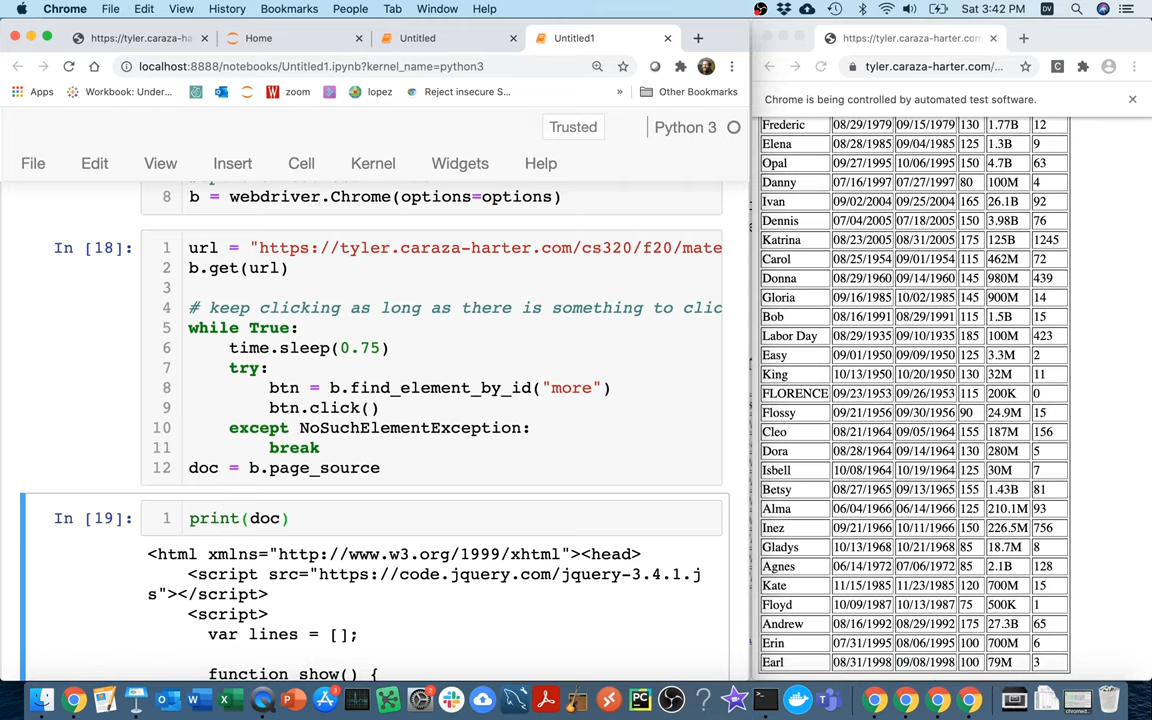 Chrome File Edit View History Bookmarks People Tab Window Help Sat 3:42 PM DV
https://tyler.caraza-ha Home Untitled Untitled1
localhost:8888/notebooks/Untitled1.ipynb?kernel_name=python3
Apps Workbook: Under... zoom lopez Reject insecure S... » Other Bookmarks
Trusted Python 3
File Edit View Insert Cell Kernel Widgets Help
8 b = webdriver.Chrome(options=options)
In [18]:
1 url = "https://tyler.caraza-harter.com/cs320/f20/mate
2 b.get(url)
3
4 # keep clicking as long as there is something to clic
5 while True:
6 time.sleep(0.75)
7 try:
8 btn = b.find_element_by_id("more")
9 btn.click()
10 except NoSuchElementException:
11 break
12 doc = b.page_source
In [19]:
1 print(doc)
<html xmlns="http://www.w3.org/1999/xhtml"><head>
<script src="https://code.jquery.com/jquery-3.4.1.j
s"></script>
<script>
var lines = [];
function show() {
https://tyler.caraza-harter.com
tyler.caraza-harter.com/...
Chrome is being controlled by automated test software.
Frederic 08/29/1979 09/15/1979 130 1.77B 12
Elena 08/28/1985 09/04/1985 125 1.3B 9
Opal 09/27/1995 10/06/1995 150 4.7B 63
Danny 07/16/1997 07/27/1997 80 100M 4
Ivan 09/02/2004 09/25/2004 165 26.1B 92
Dennis 07/04/2005 07/18/2005 150 3.98B 76
Katrina 08/23/2005 08/31/2005 175 125B 1245
Carol 08/25/1954 09/01/1954 115 462M 72
Donna 08/29/1960 09/14/1960 145 980M 439
Gloria 09/16/1985 10/02/1985 145 900M 14
Bob 08/16/1991 08/29/1991 115 1.5B 15
Labor Day 08/29/1935 09/10/1935 185 100M 423
Easy 09/01/1950 09/09/1950 125 3.3M 2
King 10/13/1950 10/20/1950 130 32M 11
FLORENCE 09/23/1953 09/26/1953 115 200K 0
Flossy 09/21/1956 09/30/1956 90 24.9M 15
Cleo 08/21/1964 09/05/1964 155 187M 156
Dora 08/28/1964 09/14/1964 130 280M 5
Isbell 10/08/1964 10/19/1964 125 30M 7
Betsy 08/27/1965 09/13/1965 155 1.43B 81
Alma 06/04/1966 06/14/1966 125 210.1M 93
Inez 09/21/1966 10/11/1966 150 226.5M 756
Gladys 10/13/1968 10/21/1968 85 18.7M 8
Agnes 06/14/1972 07/06/1972 85 2.1B 128
Kate 11/15/1985 11/23/1985 120 700M 15
Floyd 10/09/1987 10/13/1987 75 500K 1
Andrew 08/16/1992 08/29/1992 175 27.3B 65
Erin 07/31/1995 08/06/1995 100 700M 6
Earl 08/31/1998 09/08/1998 100 79M 3